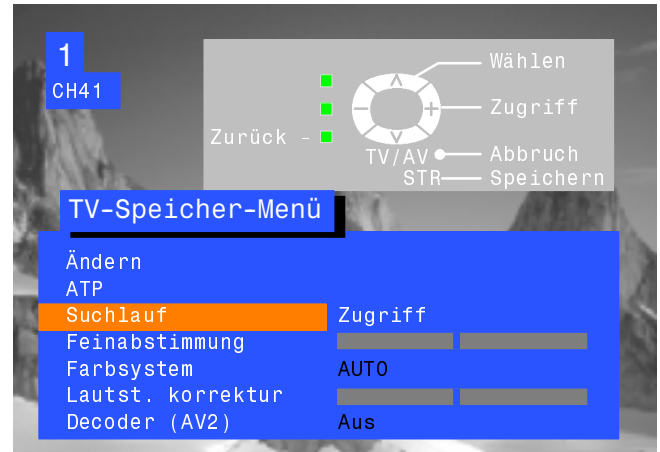 1
CH41
Wählen
Zugriff
Zurück -
TV/AV Abbruch
STR Speichern
TV-Speicher-Menü
Ändern
ATP
Suchlauf Zugriff
Feinabstimmung
Farbsystem AUTO
Lautst. korrektur
Decoder (AV2) Aus